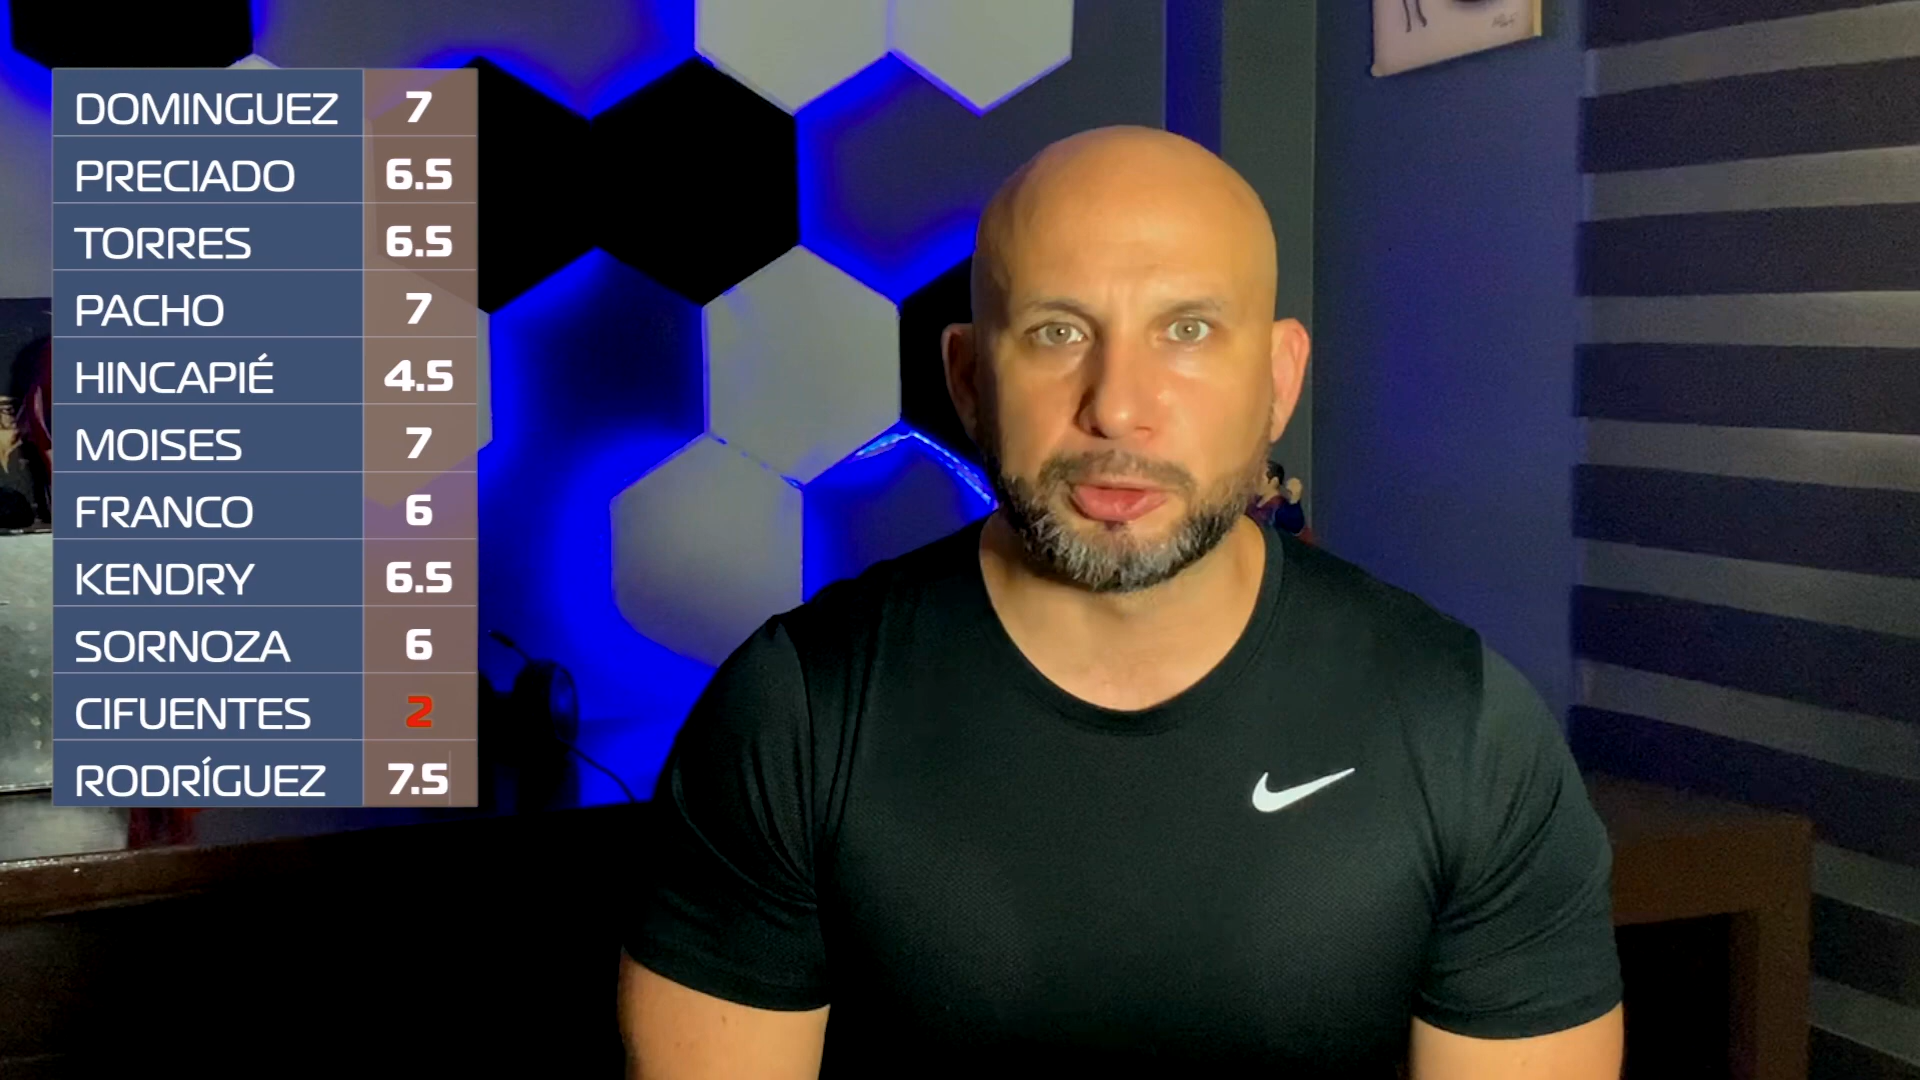 DOMINGUEZ 7
PRECIADO 6.5
TORRES 6.5
PACHO 7
HINCAPIÉ 4.5
MOISES 7
FRANCO 6
KENDRY 6.5
SORNOZA 6
CIFUENTES 2
RODRÍGUEZ 7.5